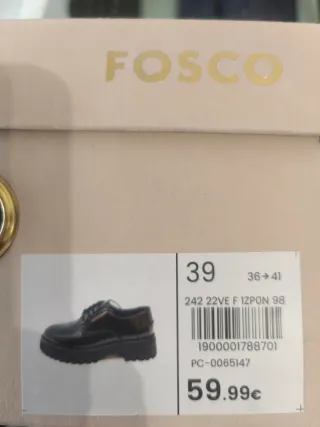 FOSCO
39 36→41
242 22VE F 1ZPON 98
1900001788701
PC-0065147
59.99€